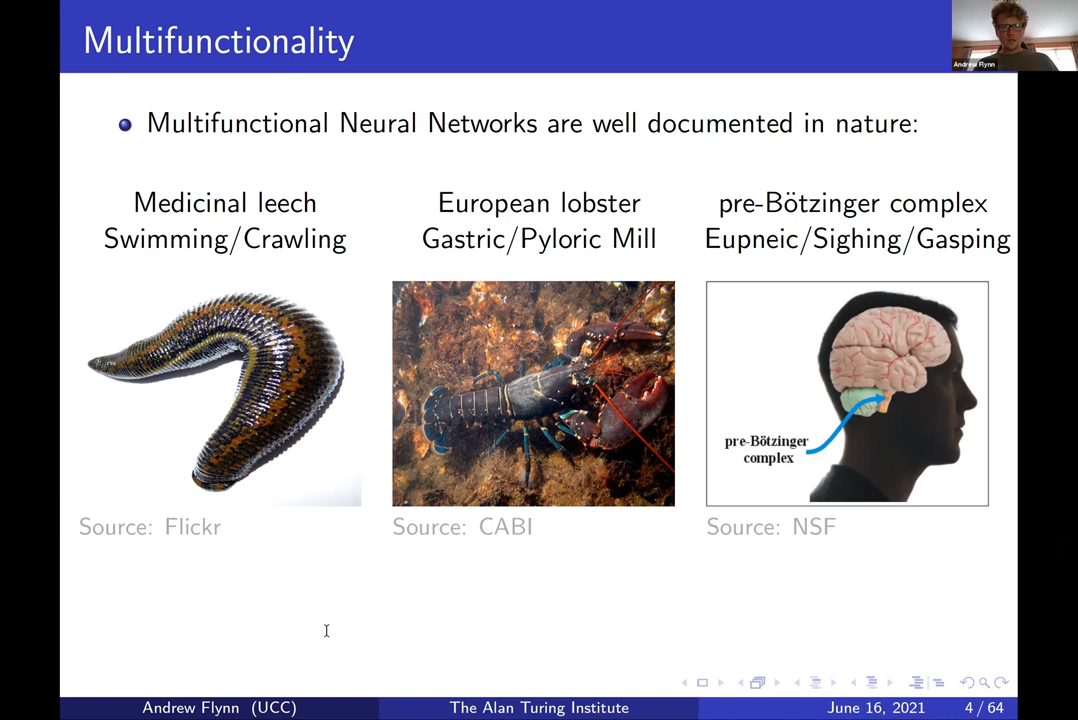 Multifunctionality
Andrew Flynn
Multifunctional Neural Networks are well documented in nature:
Medicinal leech
Swimming/Crawling
European lobster
Gastric/Pyloric Mill
pre-Bötzinger complex
Eupneic/Sighing/Gasping
pre-Bötzinger
complex
Source: Flickr
Source: CABI
Source: NSF
Andrew Flynn (UCC)
The Alan Turing Institute
June 16, 2021
4 / 64